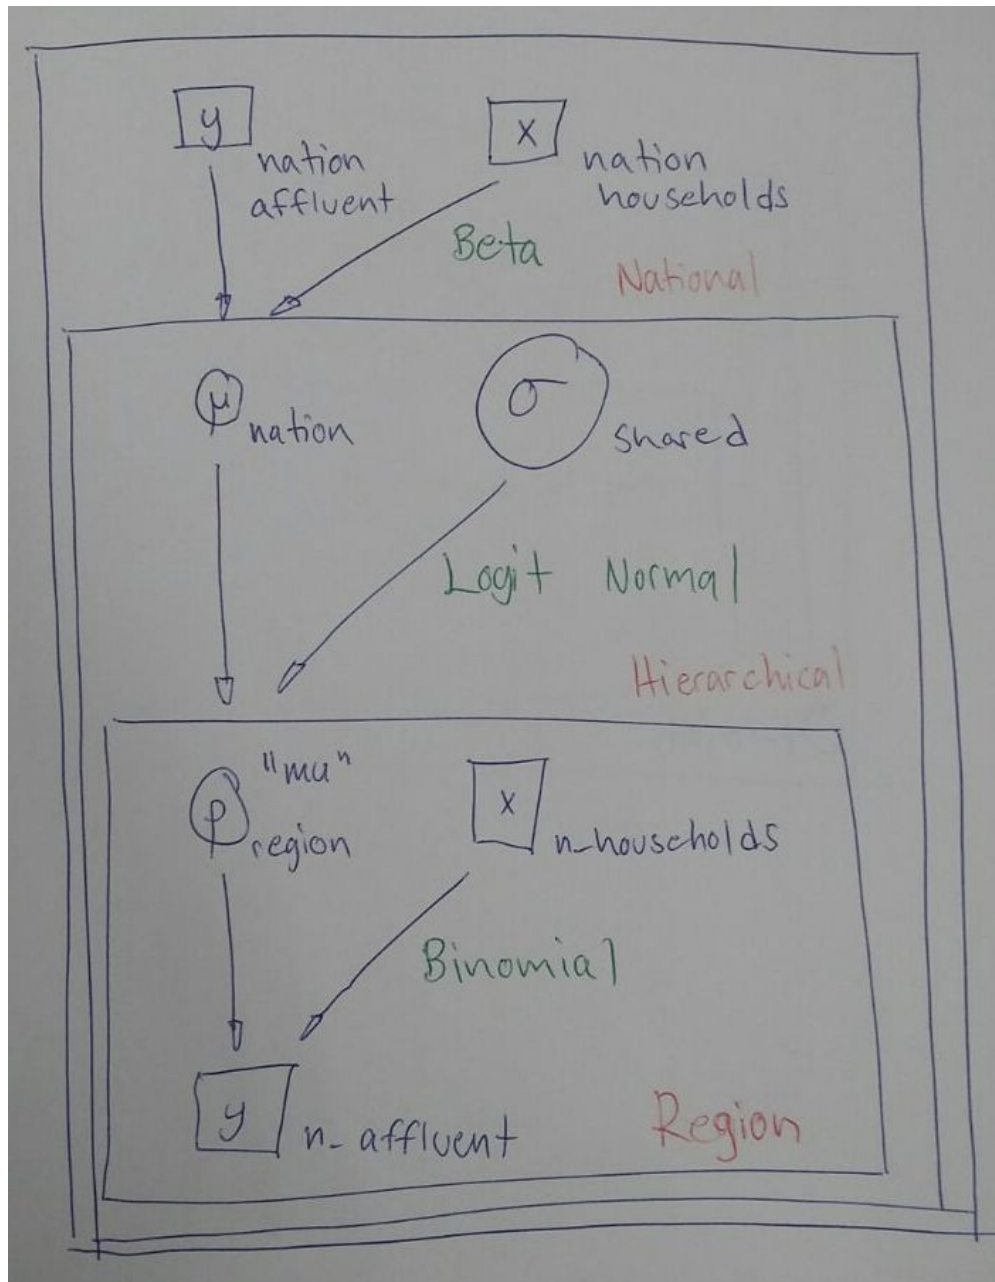 y
nation
affluent
x
nation
households
Beta
National
μ
nation
σ
shared
Logit Normal
Hierarchical
"mu"
ρ
region
x
n_households
Binomial
y
n_affluent
Region